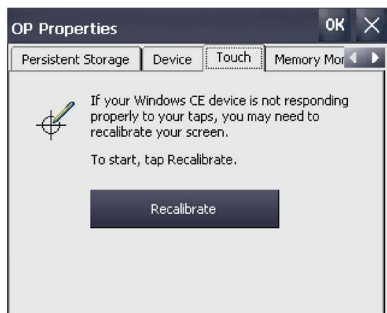 OP Properties OK
Persistent Storage Device Touch Memory Mor
If your Windows CE device is not responding
properly to your taps, you may need to
recalibrate your screen.
To start, tap Recalibrate.
Recalibrate